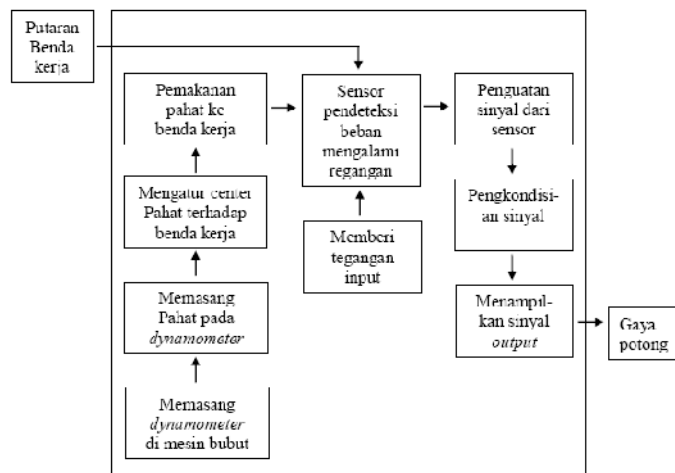 Putaran
Benda
kerja
Pemakanan
pahat ke
benda kerja
Sensor
pendeteksi
beban
mengalami
regangan
Penguatan
sinyal dari
sensor
Mengatur center
Pahat terhadap
benda kerja
Pengkondisi-
an sinyal
Memberi
tegangan
input
Memasang
Pahat pada
dynamometer
Menampil-
kan sinyal
output
Gaya
potong
Memasang
dynamometer
di mesin bubut